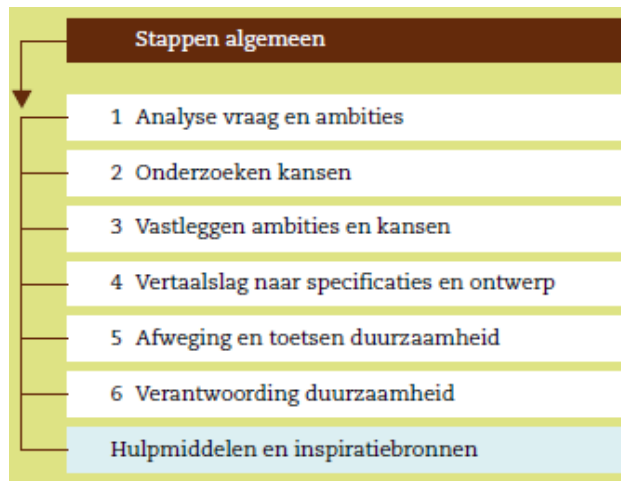 Stappen algemeen
1 Analyse vraag en ambities
2 Onderzoeken kansen
3 Vastleggen ambities en kansen
4 Vertaalslag naar specificaties en ontwerp
5 Afweging en toetsen duurzaamheid
6 Verantwoording duurzaamheid
Hulpmiddelen en inspiratiebronnen